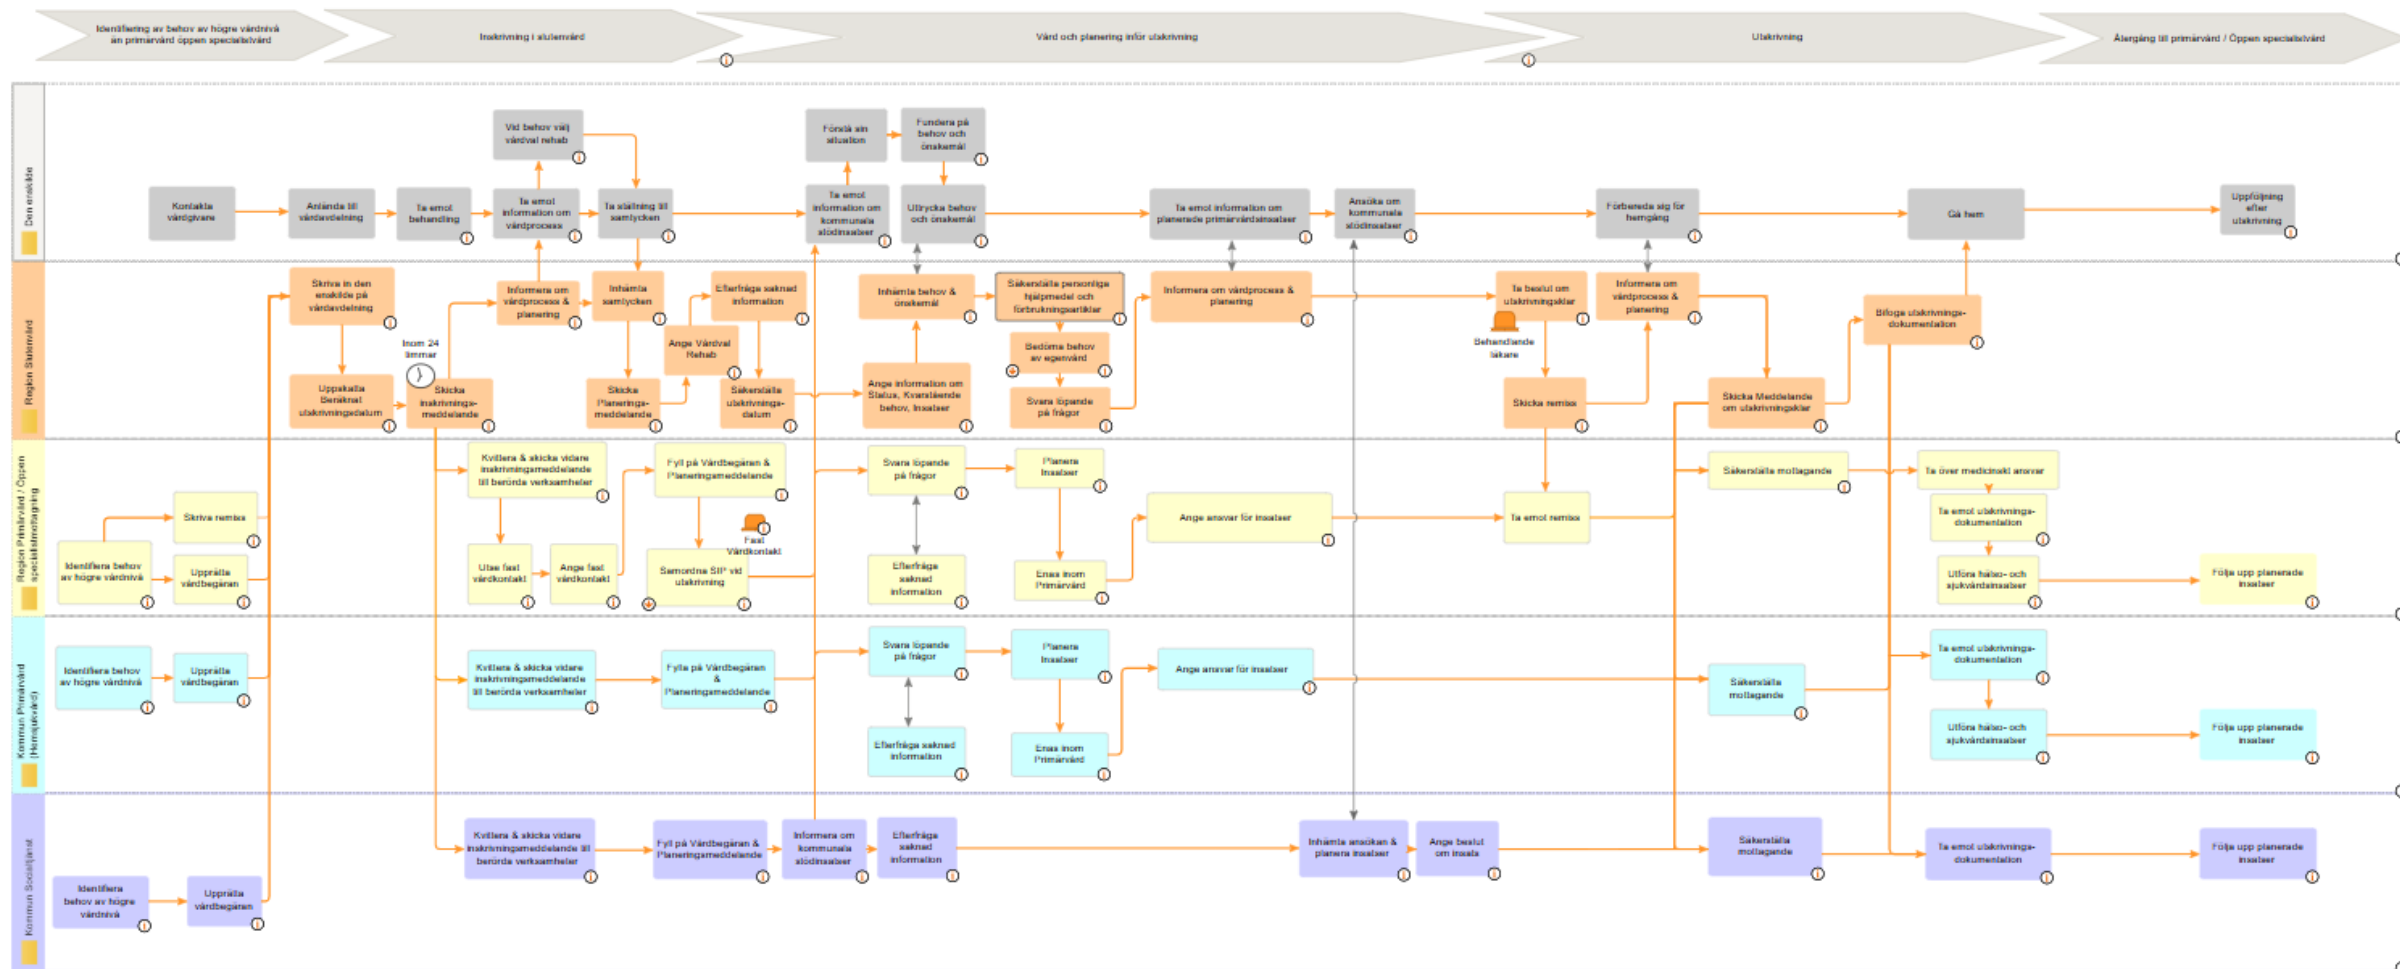 Identifiering av behov av högre vårdnivå
än primärvård öppen specialistvård
Inskrivning i slutenvård
Vård och planering inför utskrivning
Utskrivning
Återgång till primärvård / Öppen specialistvård
Den enskilde
Vid behov välj
vårdval rehab
Förstå sin
situation
Fundera på
behov och
önskemål
Kontakta
vårdgivare
Anlända till
vårdavdelning
Ta emot
behandling
Ta emot
information om
vårdprocess
Ta ställning till
samtycken
Ta emot
information om
kommunala
stödinsatser
Uttrycka behov
och önskemål
Ta emot information om
planerade primärvårdsinsatser
Ansöka om
kommunala
stödinsatser
Förbereda sig för
hemgång
Gå hem
Uppföljning
efter
utskrivning
Region Slutenvård
Skriva in den
enskilde på
vårdavdelning
Informera om
vårdprocess &
planering
Inhämta
samtycken
Efterfråga saknad
information
Inhämta behov &
önskemål
Säkerställa personliga
hjälpmedel och
förbrukningsartiklar
Informera om vårdprocess &
planering
Ta beslut om
utskrivningsklar
Informera om
vårdprocess &
planering
Bifoga utskrivnings-
dokumentation
Inom 24
timmar
Ange Vårdval
Rehab
Bedöma behov
av egenvård
Behandlande
läkare
Uppskatta
Beräknat
utskrivningsdatum
Skicka
inskrivnings-
meddelande
Skicka
Planerings-
meddelande
Säkerställa
utskrivnings-
datum
Ange information om
Status, Kvarstående
behov, Insatser
Svara löpande
på frågor
Skicka remiss
Skicka Meddelande
om utskrivningsklar
Region Primärvård / Öppen
specialistmottagning
Kvittera & skicka vidare
inskrivningsmeddelande
till berörda verksamheter
Fyll på Vårdbegäran &
Planeringsmeddelande
Svara löpande
på frågor
Planera
Insatser
Säkerställa mottagande
Ta över medicinskt ansvar
Skriva remiss
Fast
Vårdkontakt
Ange ansvar för insatser
Ta emot remiss
Ta emot utskrivnings-
dokumentation
Identifiera behov
av högre vårdnivå
Upprätta
vårdbegäran
Utse fast
vårdkontakt
Ange fast
vårdkontakt
Samordna SIP vid
utskrivning
Efterfråga
saknad
information
Enas inom
Primärvård
Utföra hälso- och
sjukvårdsinsatser
Följa upp planerade
insatser
Kommun Primärvård
(Hemsjukvård)
Identifiera behov
av högre vårdnivå
Upprätta
vårdbegäran
Kvittera & skicka vidare
inskrivningsmeddelande
till berörda verksamheter
Fylla på Vårdbegäran
&
Planeringsmeddelande
Svara löpande
på frågor
Planera
Insatser
Ange ansvar för insatser
Säkerställa
mottagande
Ta emot utskrivnings-
dokumentation
Efterfråga saknad
information
Enas inom
Primärvård
Utföra hälso- och
sjukvårdsinsatser
Följa upp planerade
insatser
Kommun Socialtjänst
Identifiera
behov av högre
vårdnivå
Upprätta
vårdbegäran
Kvittera & skicka vidare
inskrivningsmeddelande till
berörda verksamheter
Fyll på Vårdbegäran &
Planeringsmeddelande
Informera om
kommunala
stödinsatser
Efterfråga
saknad
information
Inhämta ansökan &
planera insatser
Ange beslut
om insats
Säkerställa
mottagande
Ta emot utskrivnings-
dokumentation
Följa upp planerade
insatser